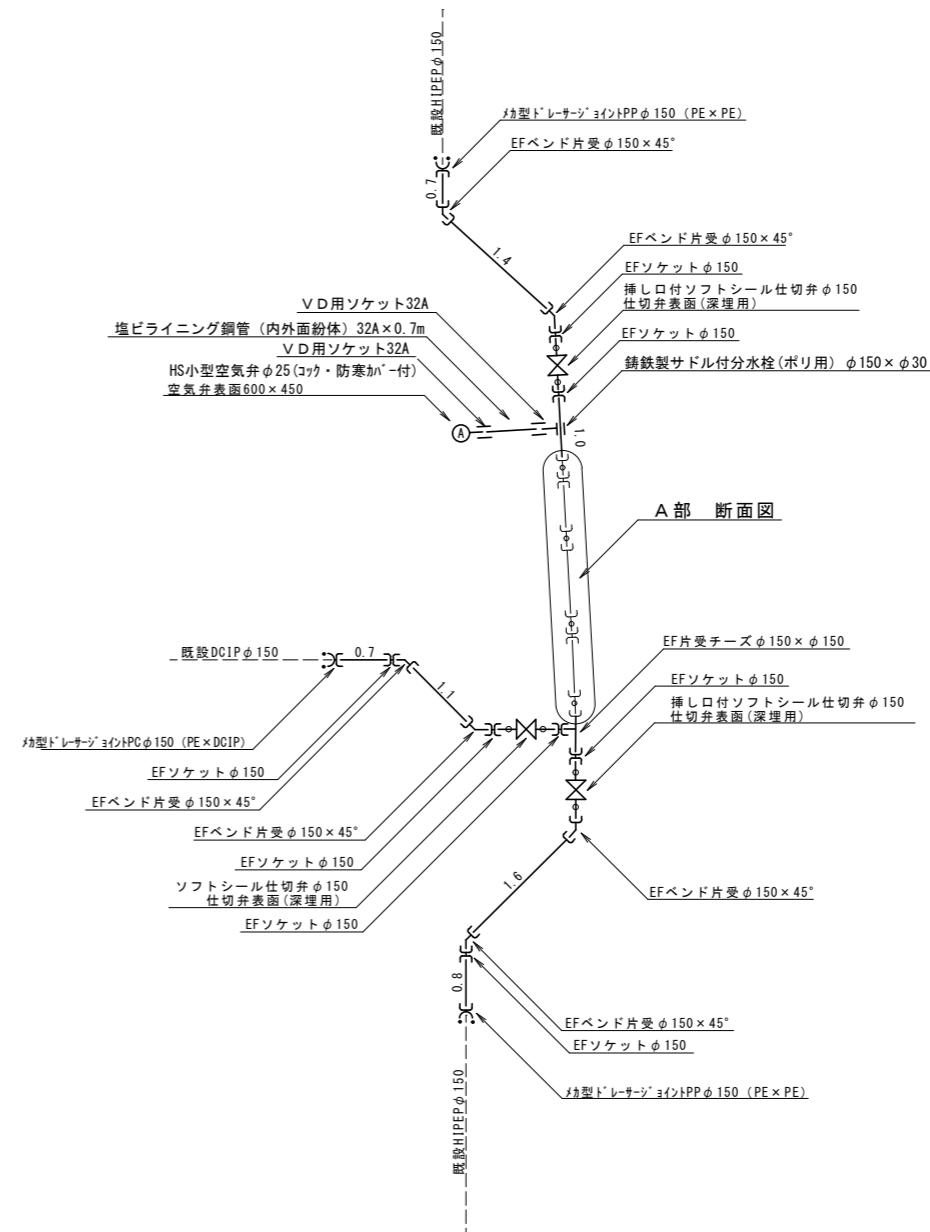 既設HIPEPφ150
ﾒｶ型ﾄﾞﾚｰｻｰｼﾞｮｲﾝﾄPPφ150 (PE×PE)
EFベンド片受φ150×45°
0.7
1.4
EFベンド片受φ150×45°
EFソケットφ150
挿し口付ソフトシール仕切弁φ150
仕切弁表函(深埋用)
EFソケットφ150
鋳鉄製サドル付分水栓(ポリ用) φ150×φ30
VD用ソケット32A
塩ビライニング鋼管（内外面紛体）32A×0.7m
VD用ソケット32A
HS小型空気弁φ25(ｺｯｸ・防寒ｶﾊﾞｰ付)
空気弁表函600×450
A
1.0
A部 断面図
既設DCIPφ150
0.7
1.1
EF片受チーズφ150×φ150
EFソケットφ150
挿し口付ソフトシール仕切弁φ150
仕切弁表函(深埋用)
ﾒｶ型ﾄﾞﾚｰｻｰｼﾞｮｲﾝﾄPCφ150 (PE×DCIP)
EFソケットφ150
EFベンド片受φ150×45°
EFベンド片受φ150×45°
EFソケットφ150
ソフトシール仕切弁φ150
仕切弁表函(深埋用)
EFソケットφ150
1.6
EFベンド片受φ150×45°
0.8
EFベンド片受φ150×45°
EFソケットφ150
ﾒｶ型ﾄﾞﾚｰｻｰｼﾞｮｲﾝﾄPPφ150 (PE×PE)
既設HIPEPφ150